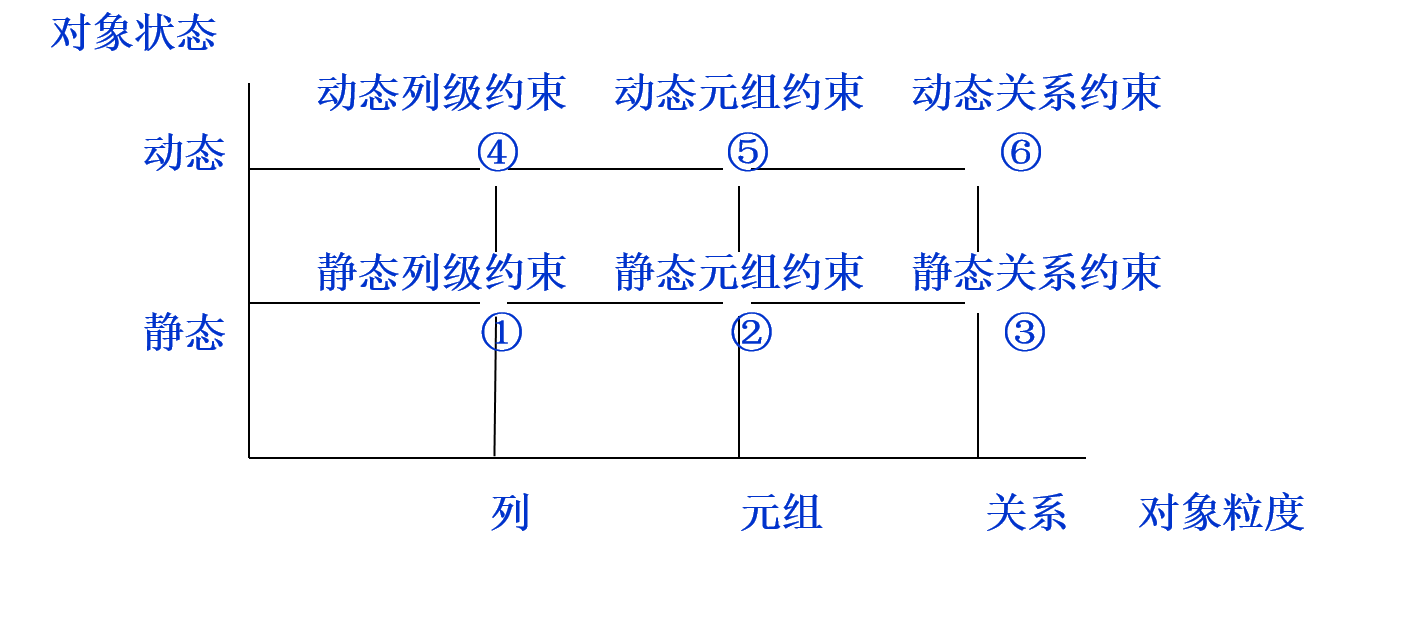 对象状态
动态列级约束 动态元组约束 动态关系约束
动态 ④ ⑤ ⑥
静态列级约束 静态元组约束 静态关系约束
静态 ① ② ③
列 元组 关系 对象粒度